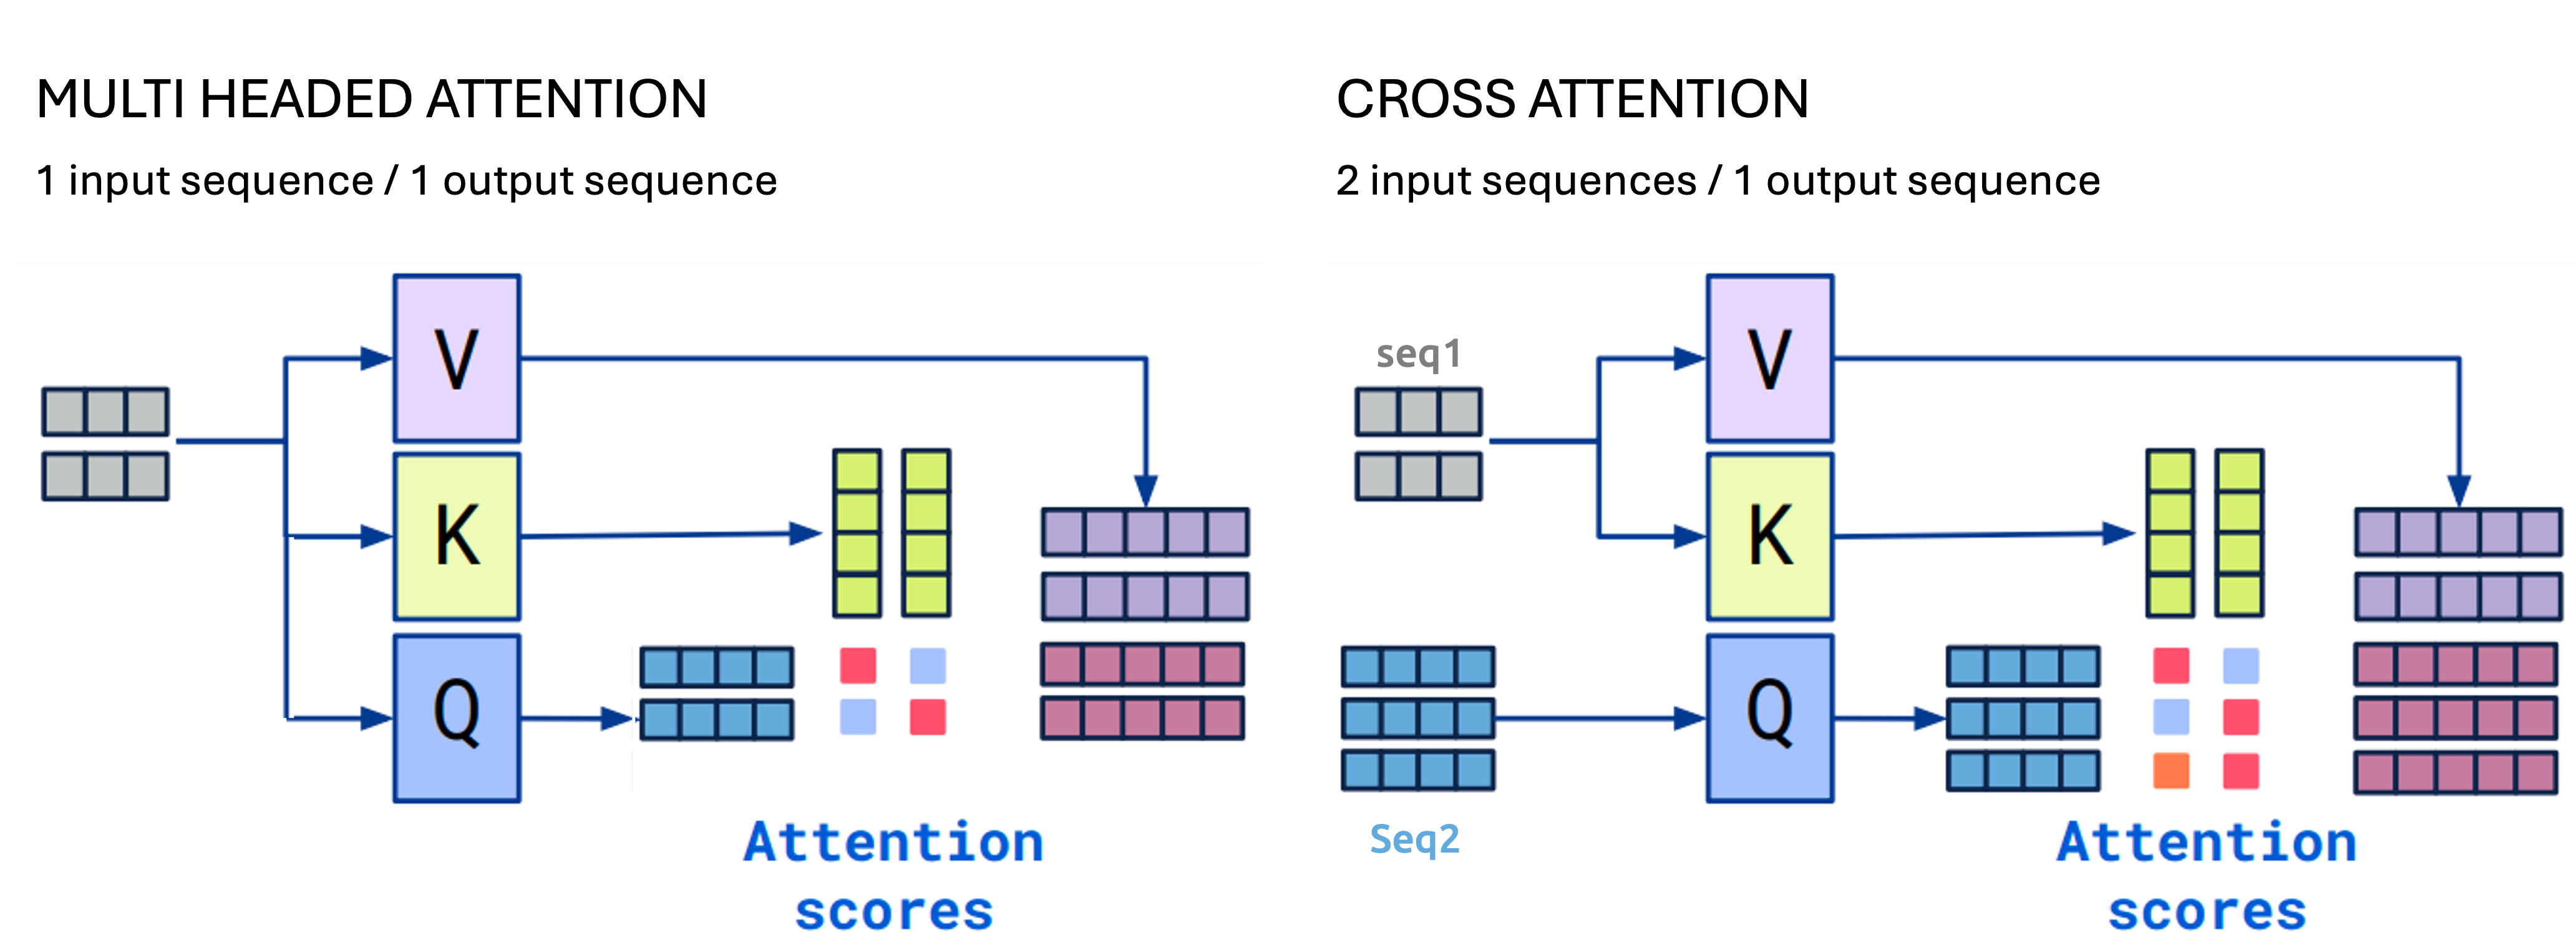 MULTI HEADED ATTENTION
1 input sequence / 1 output sequence
V
K
Q
Attention
scores
CROSS ATTENTION
2 input sequences / 1 output sequence
seq1
V
K
Q
Seq2
Attention
scores